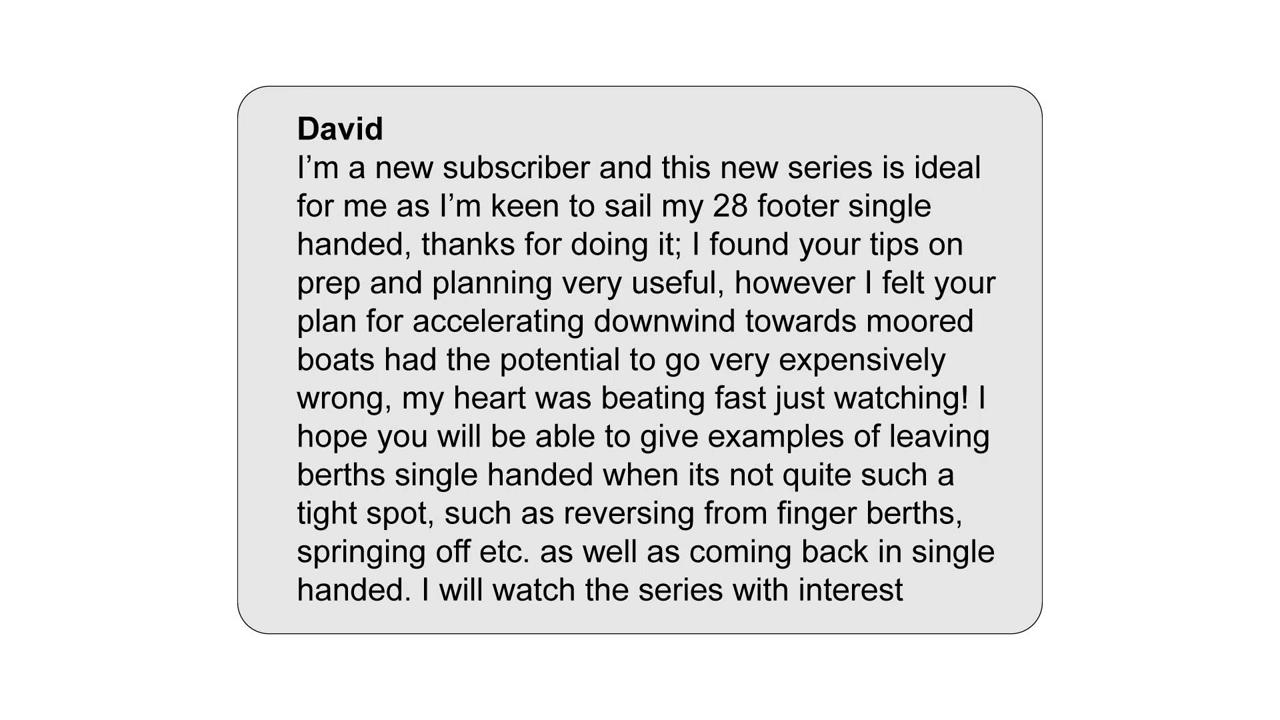 David
I’m a new subscriber and this new series is ideal
for me as I’m keen to sail my 28 footer single
handed, thanks for doing it; I found your tips on
prep and planning very useful, however I felt your
plan for accelerating downwind towards moored
boats had the potential to go very expensively
wrong, my heart was beating fast just watching! I
hope you will be able to give examples of leaving
berths single handed when its not quite such a
tight spot, such as reversing from finger berths,
springing off etc. as well as coming back in single
handed. I will watch the series with interest